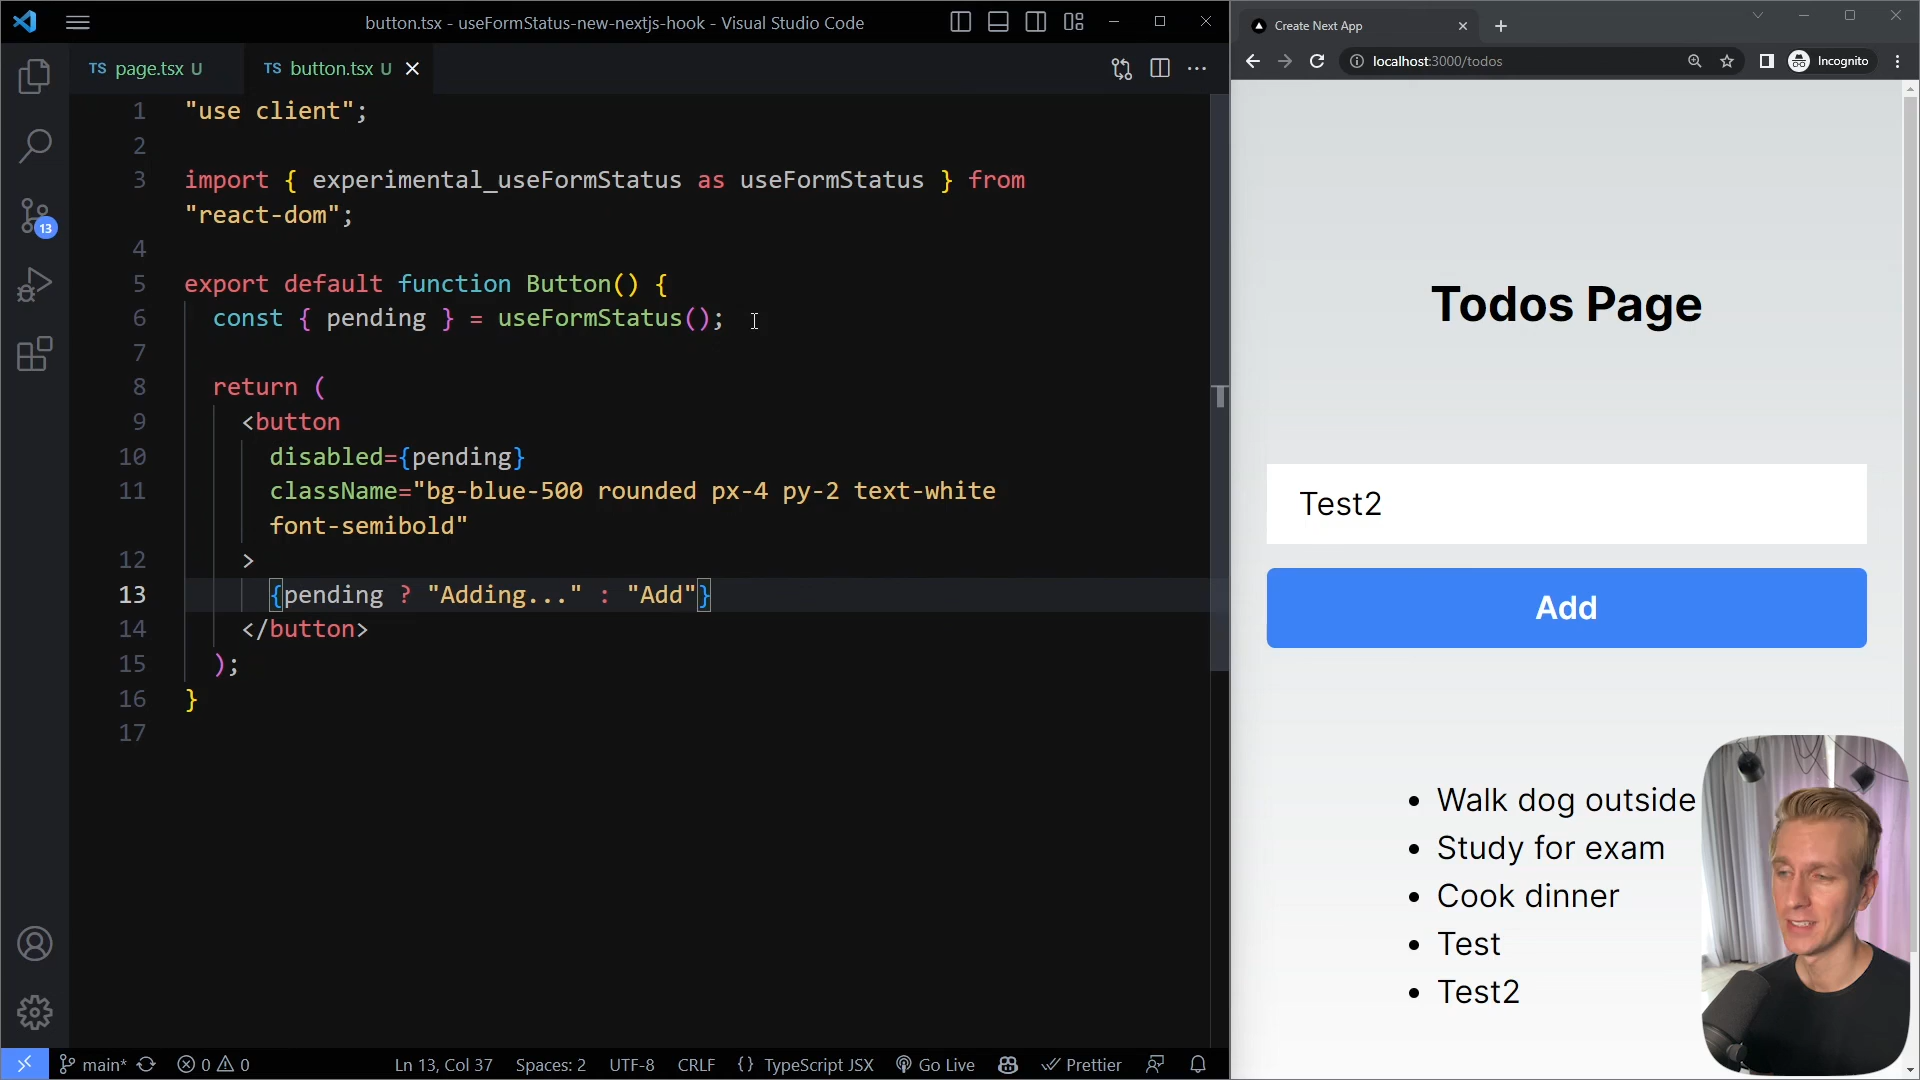 button.tsx - useFormStatus-new-nextjs-hook - Visual Studio Code
TS page.tsx U
TS button.tsx U
1 "use client";
2
3 import { experimental_useFormStatus as useFormStatus } from
"react-dom";
4
5 export default function Button() {
6 const { pending } = useFormStatus();
7
8 return (
9 <button
10 disabled={pending}
11 className="bg-blue-500 rounded px-4 py-2 text-white
font-semibold"
12 >
13 {pending ? "Adding..." : "Add"}
14 </button>
15 );
16 }
17
13
main*
0 0
Ln 13, Col 37
Spaces: 2
UTF-8
CRLF
{} TypeScript JSX
Go Live
Prettier
Create Next App
localhost:3000/todos
Incognito
Todos Page
Test2
Add
• Walk dog outside
• Study for exam
• Cook dinner
• Test
• Test2